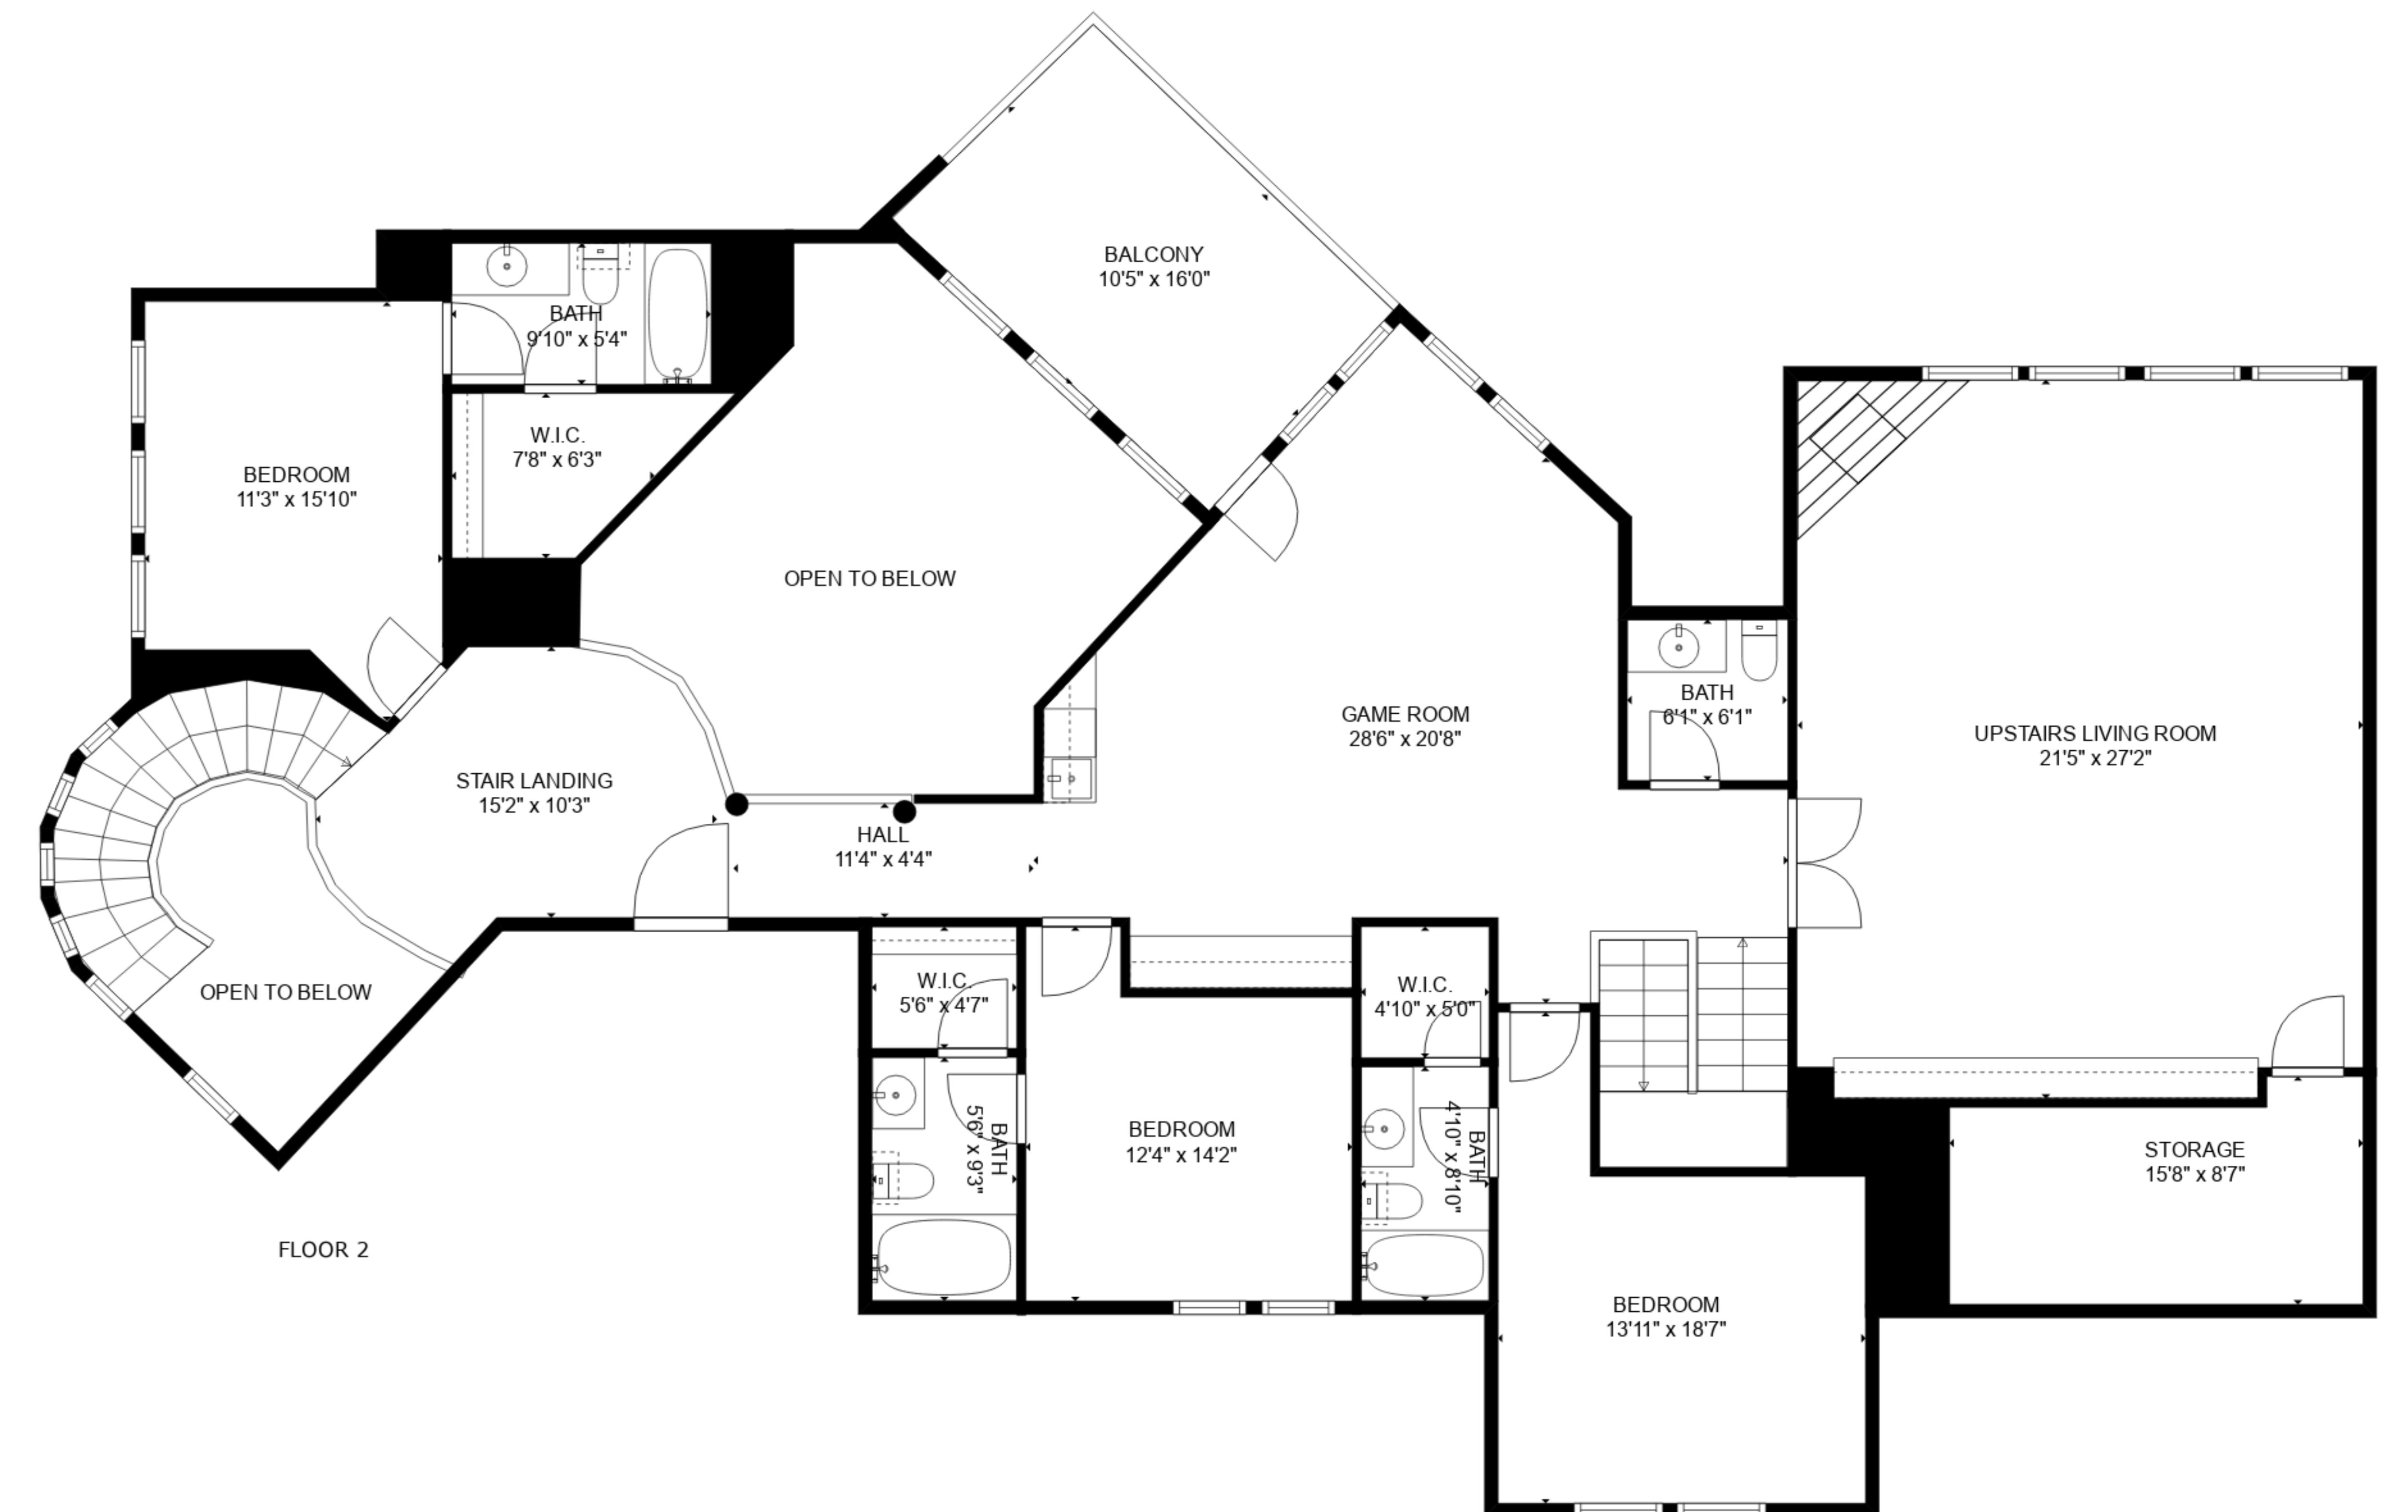 BALCONY
10'5" x 16'0"
BATH
9'10" x 5'4"
W.I.C.
7'8" x 6'3"
BEDROOM
11'3" x 15'10"
OPEN TO BELOW
GAME ROOM
28'6" x 20'8"
BATH
6'1" x 6'1"
UPSTAIRS LIVING ROOM
21'5" x 27'2"
STAIR LANDING
15'2" x 10'3"
HALL
11'4" x 4'4"
OPEN TO BELOW
W.I.C.
5'6" x 4'7"
W.I.C.
4'10" x 5'0"
BATH
5'6" x 9'3"
BEDROOM
12'4" x 14'2"
BATH
4'10" x 8'10"
STORAGE
15'8" x 8'7"
FLOOR 2
BEDROOM
13'11" x 18'7"